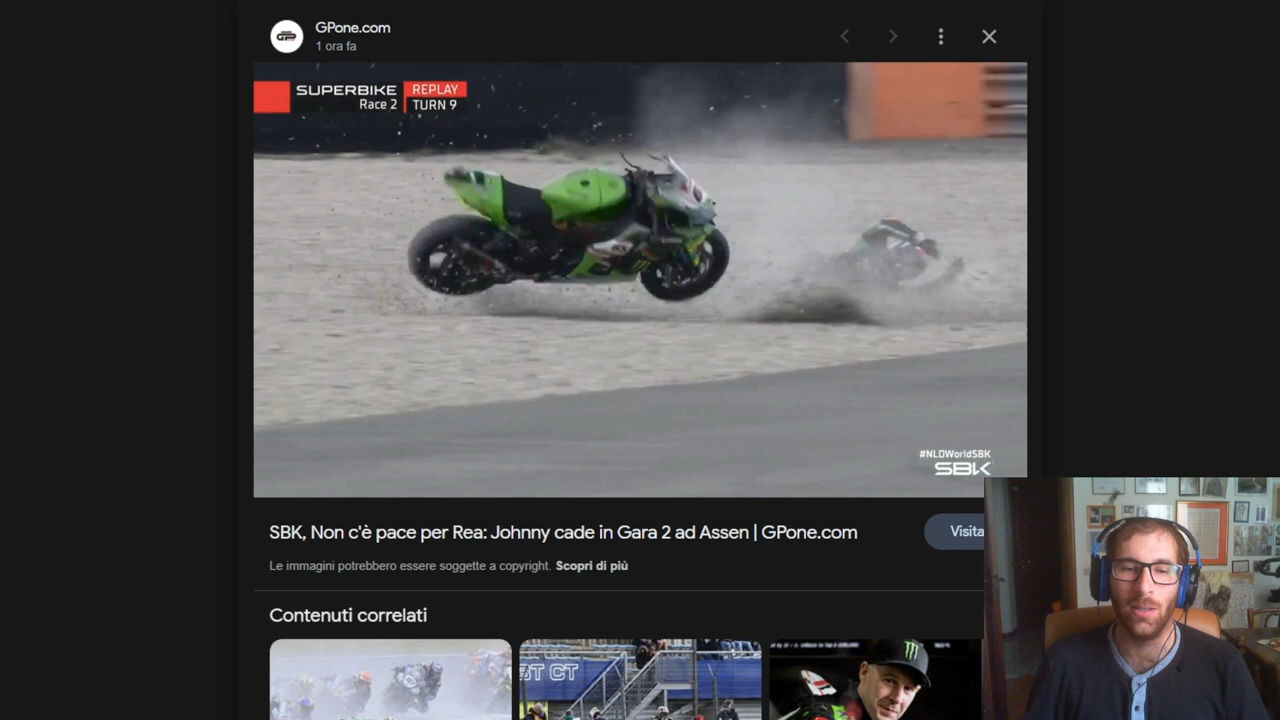 GPone.com
1 ora fa
SUPERBIKE
Race 2
REPLAY
TURN 9
#NLDWorldSBK
SBK
SBK, Non c'è pace per Rea: Johnny cade in Gara 2 ad Assen | GPone.com
Visita
Le immagini potrebbero essere soggette a copyright. Scopri di più
Contenuti correlati
BT CT